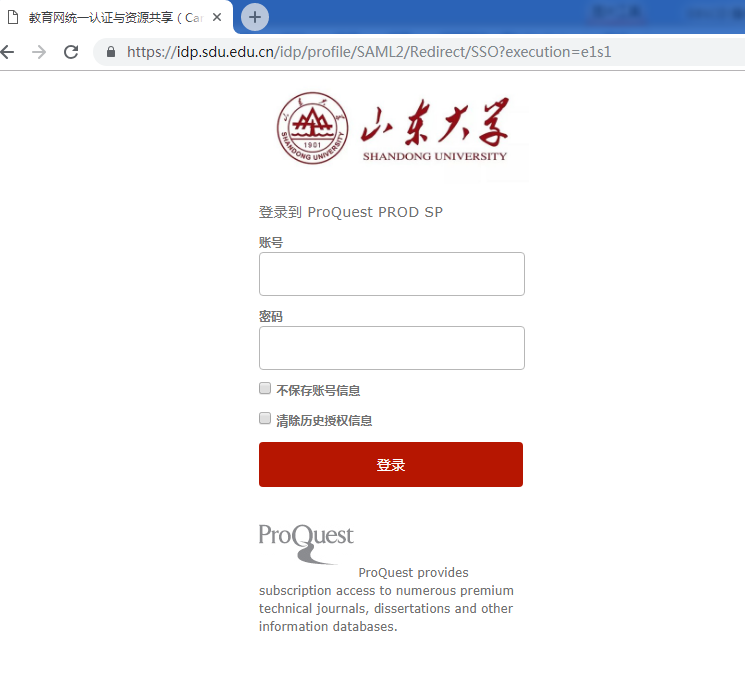 教育网统一认证与资源共享（Ca
https://idp.sdu.edu.cn/idp/profile/SAML2/Redirect/SSO?execution=e1s1
山东大学
SHANDONG UNIVERSITY
1901
SHANDONG UNIVERSITY
登录到 ProQuest PROD SP
账号
密码
不保存账号信息
清除历史授权信息
登录
ProQuest
ProQuest provides
subscription access to numerous premium
technical journals, dissertations and other
information databases.